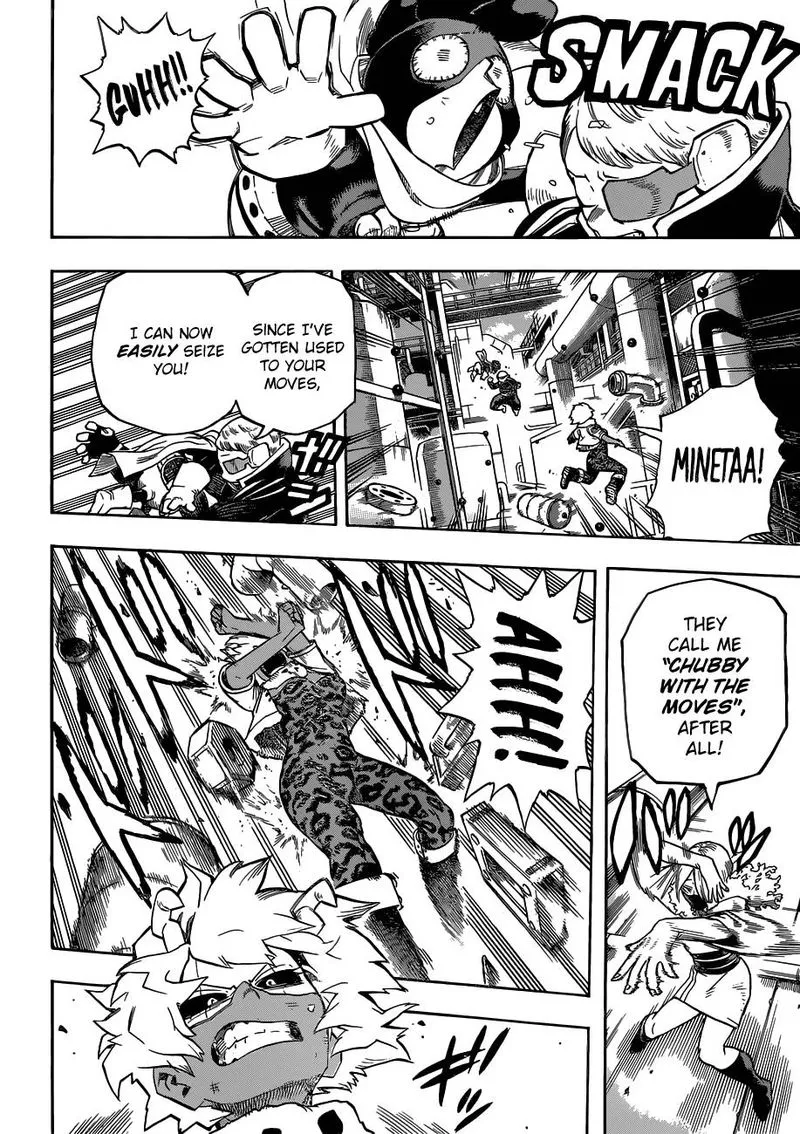 SMACK
GUHH!!
MINETAA!
SINCE I'VE
GOTTEN USED
TO YOUR
MOVES,
I CAN NOW
EASILY SEIZE
YOU!
THEY
CALL ME
"CHUBBY
WITH THE
MOVES",
AFTER
ALL!
AHH!